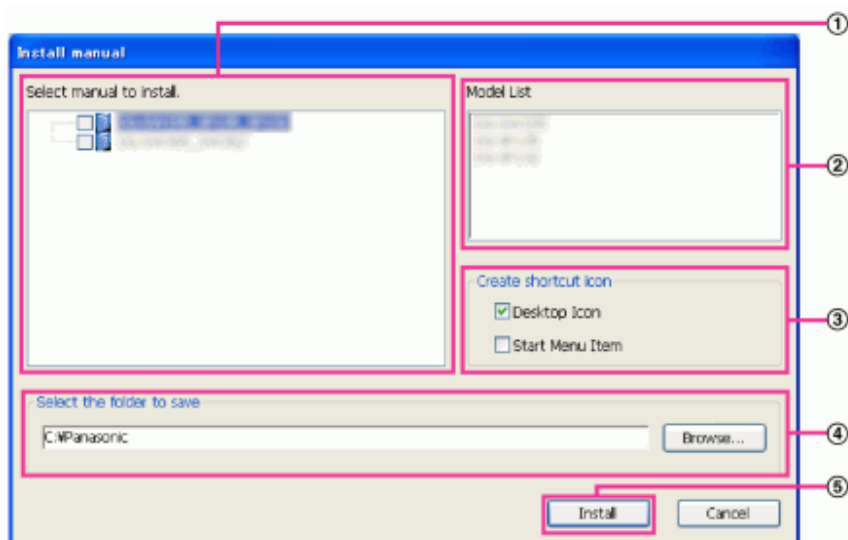 ①
Install manual
Select manual to install.
Model List
②
Create shortcut icon
Desktop Icon
Start Menu Item
③
Select the folder to save
C:¥Panasonic
Browse...
④
⑤
Install
Cancel